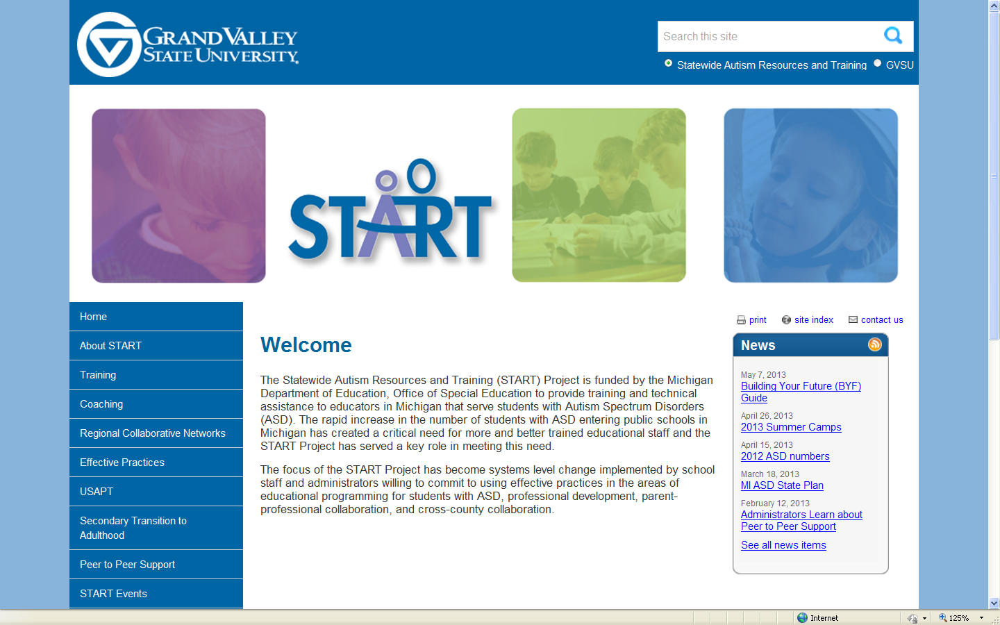 GRAND VALLEY
STATE UNIVERSITY.
Search this site
Statewide Autism Resources and Training GVSU
START
Home
About START
Training
Coaching
Regional Collaborative Networks
Effective Practices
USAPT
Secondary Transition to
Adulthood
Peer to Peer Support
START Events
print site index contact us
Welcome
The Statewide Autism Resources and Training (START) Project is funded by the Michigan
Department of Education, Office of Special Education to provide training and technical
assistance to educators in Michigan that serve students with Autism Spectrum Disorders
(ASD). The rapid increase in the number of students with ASD entering public schools in
Michigan has created a critical need for more and better trained educational staff and the
START Project has served a key role in meeting this need.
The focus of the START Project has become systems level change implemented by school
staff and administrators willing to commit to using effective practices in the areas of
educational programming for students with ASD, professional development, parent-
professional collaboration, and cross-county collaboration.
News
May 7, 2013
Building Your Future (BYF)
Guide
April 26, 2013
2013 Summer Camps
April 15, 2013
2012 ASD numbers
March 18, 2013
MI ASD State Plan
February 12, 2013
Administrators Learn about
Peer to Peer Support
See all news items
Internet
125%